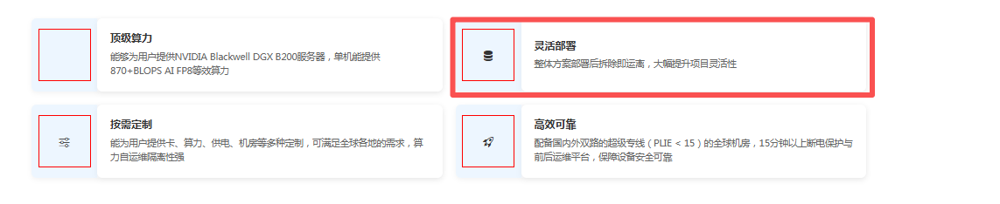 顶级算力
能够为用户提供NVIDIA Blackwell DGX B200服务器，单机能提供
870+BLOPS AI FP8等效算力
灵活部署
整体方案部署后拆除即运离，大幅提升项目灵活性
按需定制
能为用户提供卡、算力、供电、机房等多种定制，可满足全球各地的需求，算
力自运维隔离性强
高效可靠
配备国内外双路的超级专线（PLIE < 15）的全球机房，15分钟以上断电保护与
前后运维平台，保障设备安全可靠